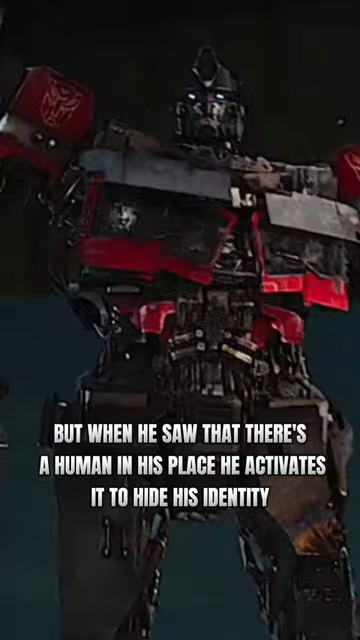 BUT WHEN HE SAW THAT THERE'S
A HUMAN IN HIS PLACE HE ACTIVATES
IT TO HIDE HIS IDENTITY